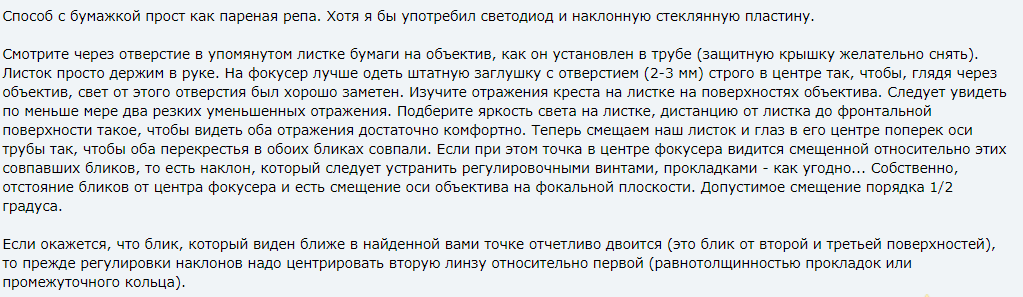 Способ с бумажкой прост как пареная репа. Хотя я бы употребил светодиод и наклонную стеклянную пластину.
Смотрите через отверстие в упомянутом листке бумаги на объектив, как он установлен в трубе (защитную крышку желательно снять).
Листок просто держим в руке. На фокусер лучше одеть штатную заглушку с отверстием (2-3 мм) строго в центре так, чтобы, глядя через
объектив, свет от этого отверстия был хорошо заметен. Изучите отражения креста на листке на поверхностях объектива. Следует увидеть
по меньшей мере два резких уменьшенных отражения. Подберите яркость света на листке, дистанцию от листка до фронтальной
поверхности такое, чтобы видеть оба отражения достаточно комфортно. Теперь смещаем наш листок и глаз в его центре поперек оси
трубы так, чтобы оба перекрестья в обоих бликах совпали. Если при этом точка в центре фокусера видится смещенной относительно этих
совпавших бликов, то есть наклон, который следует устранить регулировочными винтами, прокладками - как угодно... Собственно,
отстояние бликов от центра фокусера и есть смещение оси объектива на фокальной плоскости. Допустимое смещение порядка 1/2
градуса.
Если окажется, что блик, который виден ближе в найденной вами точке отчетливо двоится (это блик от второй и третьей поверхностей),
то прежде регулировки наклонов надо центрировать вторую линзу относительно первой (равнотолщинностью прокладок или
промежуточного кольца).